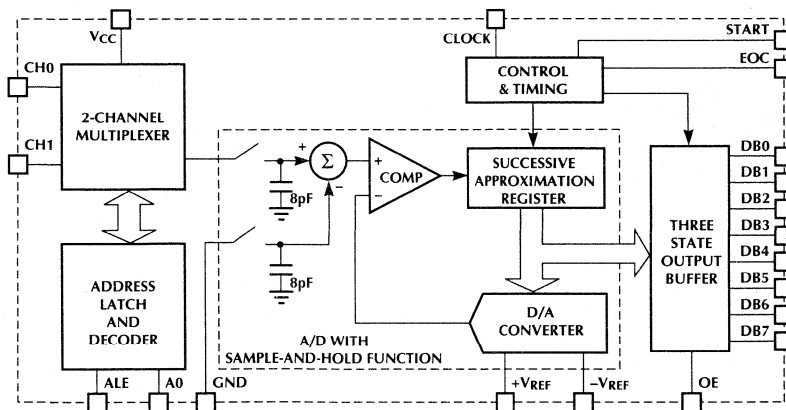 VCC
CLOCK
START
EOC
CH0
CH1
2-CHANNEL
MULTIPLEXER
CONTROL
& TIMING
+
Σ
−
8pF
8pF
+
−
COMP
SUCCESSIVE
APPROXIMATION
REGISTER
THREE
STATE
OUTPUT
BUFFER
DB0
DB1
DB2
DB3
DB4
DB5
DB6
DB7
ADDRESS
LATCH
AND
DECODER
D/A
CONVERTER
A/D WITH
SAMPLE-AND-HOLD FUNCTION
ALE
A0
GND
+VREF
−VREF
OE